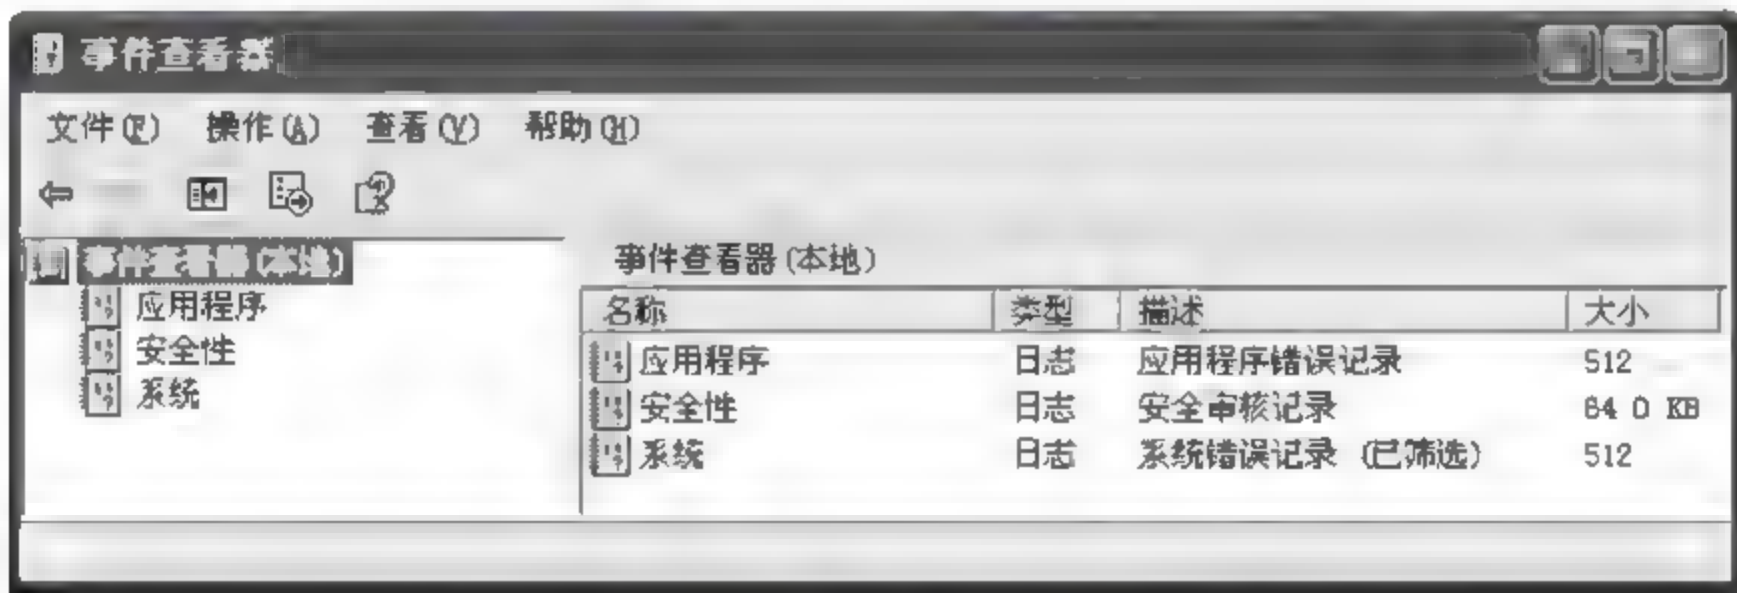 事件查看器
文件(F) 操作(A) 查看(V) 帮助(H)
事件查看器(本地)
应用程序
安全性
系统
事件查看器(本地)
名称 类型 描述 大小
应用程序 日志 应用程序错误记录 512
安全性 日志 安全审核记录 64.0 KB
系统 日志 系统错误记录 (已筛选) 512